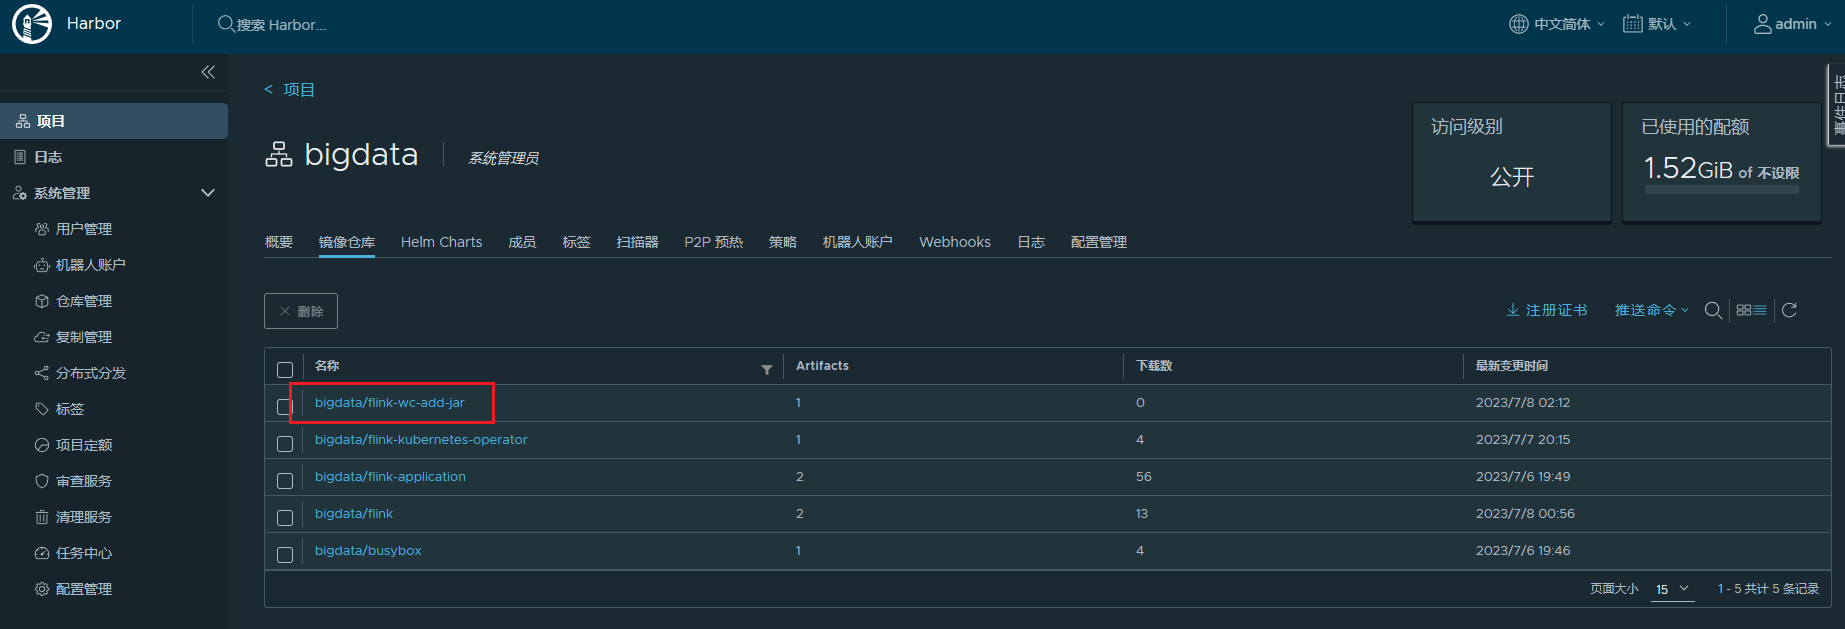 Harbor
搜索 Harbor...
中文简体
默认
admin
项目
日志
系统管理
用户管理
机器人账户
仓库管理
复制管理
分布式分发
标签
项目定额
审查服务
清理服务
任务中心
配置管理
< 项目
bigdata
系统管理员
访问级别
公开
已使用的配额
1.52GiB of 不设限
事件日志
概要 镜像仓库 Helm Charts 成员 标签 扫描器 P2P 预热 策略 机器人账户 Webhooks 日志 配置管理
删除
注册证书
推送命令
名称 Artifacts 下载数 最新变更时间
bigdata/flink-wc-add-jar 1 0 2023/7/8 02:12
bigdata/flink-kubernetes-operator 1 4 2023/7/7 20:15
bigdata/flink-application 2 56 2023/7/6 19:49
bigdata/flink 2 13 2023/7/8 00:56
bigdata/busybox 1 4 2023/7/6 19:46
页面大小 15 1 - 5 共计 5 条记录